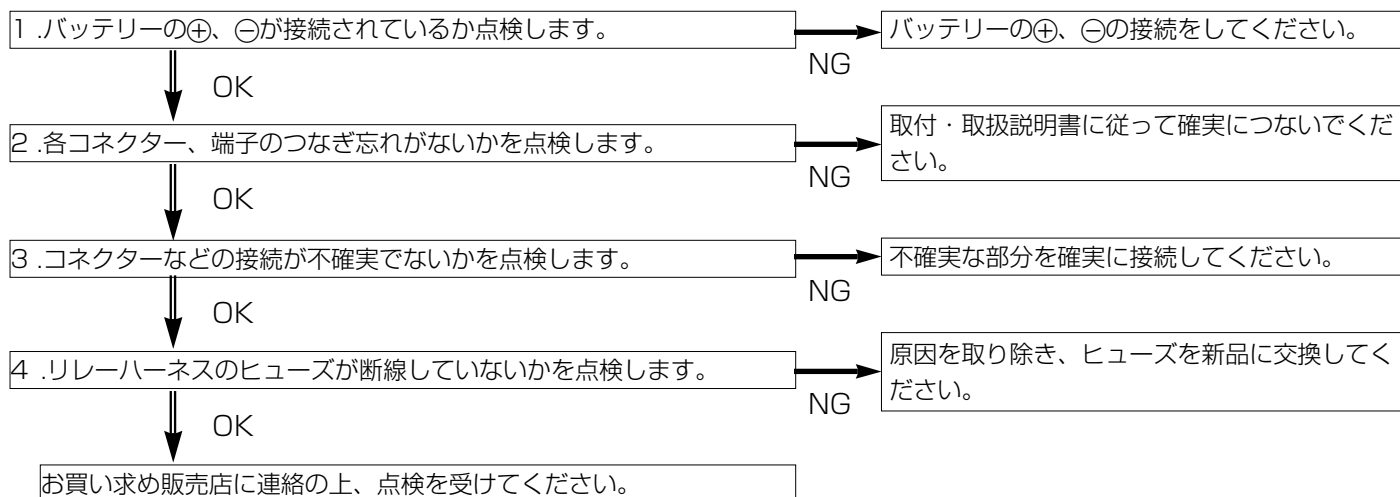 1 .バッテリーの⊕、⊖が接続されているか点検します。
NG
バッテリーの⊕、⊖の接続をしてください。
OK
2 .各コネクター、端子のつなぎ忘れがないかを点検します。
NG
取付・取扱説明書に従って確実につないでくだ
さい。
OK
3 .コネクターなどの接続が不確実でないかを点検します。
NG
不確実な部分を確実に接続してください。
OK
4 .リレーハーネスのヒューズが断線していないかを点検します。
NG
原因を取り除き、ヒューズを新品に交換してく
ださい。
OK
お買い求め販売店に連絡の上、点検を受けてください。